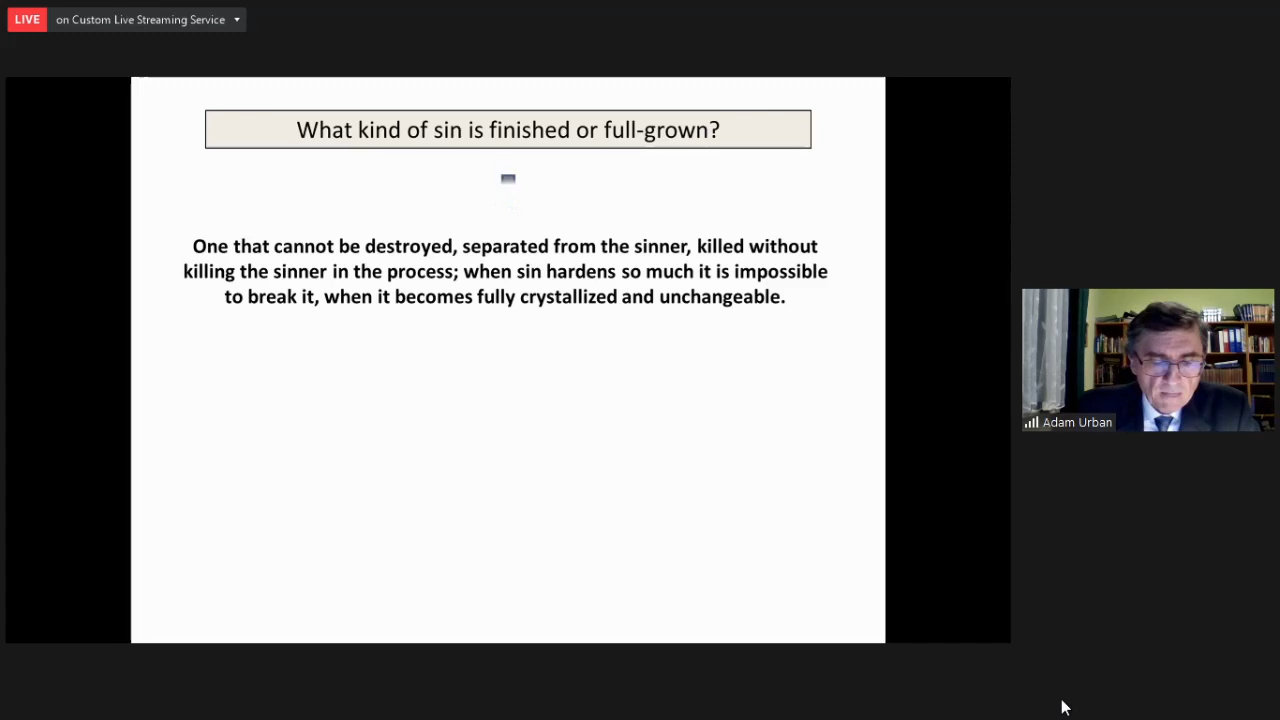 LIVE on Custom Live Streaming Service
What kind of sin is finished or full-grown?
One that cannot be destroyed, separated from the sinner, killed without
killing the sinner in the process; when sin hardens so much it is impossible
to break it, when it becomes fully crystallized and unchangeable.
Adam Urban